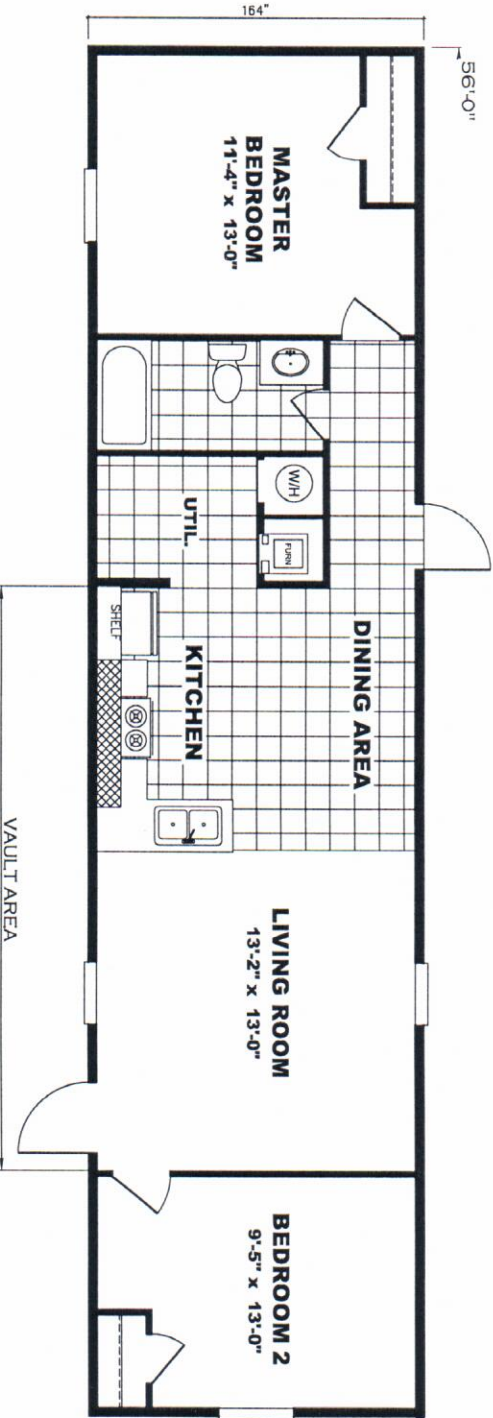 164"
56'-0"
MASTER
BEDROOM
11'-4" x 13'-0"
W/H
FURN
UTIL.
DINING AREA
KITCHEN
SHELF
LIVING ROOM
13'-2" x 13'-0"
VAULT AREA
BEDROOM 2
9'-5" x 13'-0"